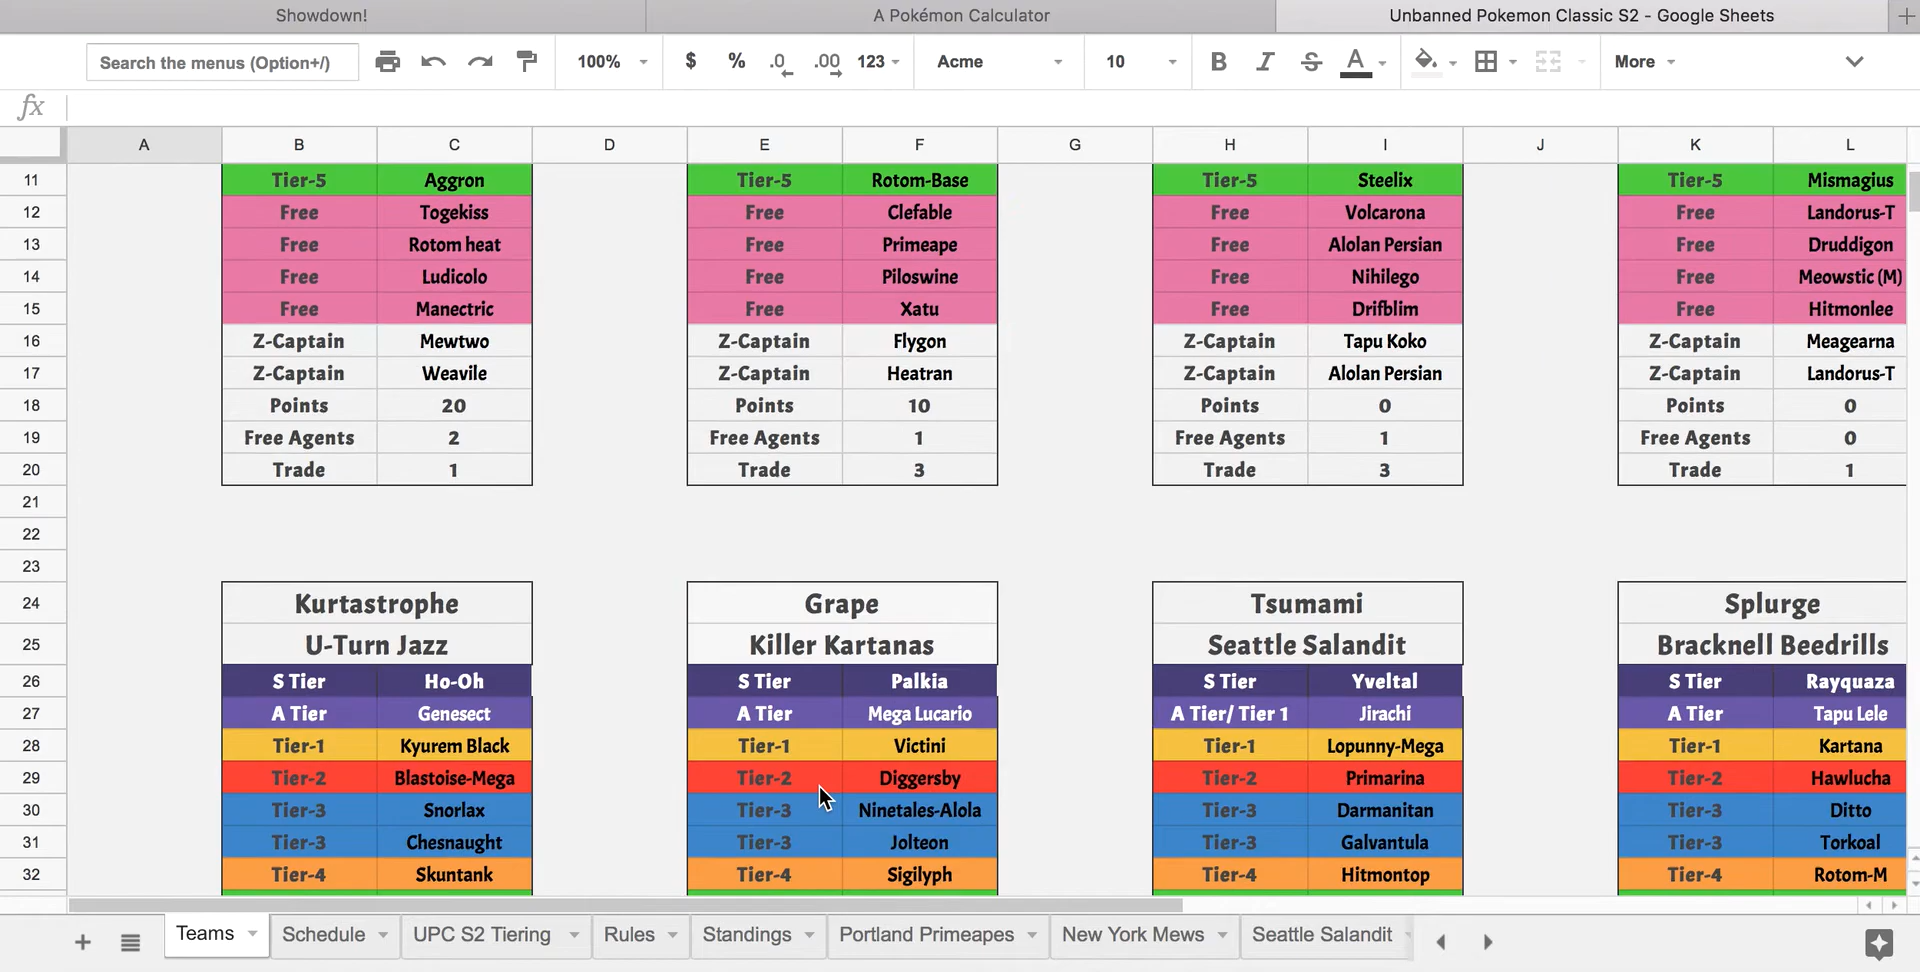 Showdown! A Pokémon Calculator Unbanned Pokemon Classic S2 - Google Sheets +
Search the menus (Option+/) 100% $ % .0 .00 123 Acme 10 B I S A More
fx
A B C D E F G H I J K L
11 Tier-5 Aggron Tier-5 Rotom-Base Tier-5 Steelix Tier-5 Mismagius
12 Free Togekiss Free Clefable Free Volcarona Free Landorus-T
13 Free Rotom heat Free Primeape Free Alolan Persian Free Druddigon
14 Free Ludicolo Free Piloswine Free Nihilego Free Meowstic (M)
15 Free Manectric Free Xatu Free Drifblim Free Hitmonlee
16 Z-Captain Mewtwo Z-Captain Flygon Z-Captain Tapu Koko Z-Captain Meagearna
17 Z-Captain Weavile Z-Captain Heatran Z-Captain Alolan Persian Z-Captain Landorus-T
18 Points 20 Points 10 Points 0 Points 0
19 Free Agents 2 Free Agents 1 Free Agents 1 Free Agents 0
20 Trade 1 Trade 3 Trade 3 Trade 1
21
22
23
24 Kurtastrophe Grape Tsumami Splurge
25 U-Turn Jazz Killer Kartanas Seattle Salandit Bracknell Beedrills
26 S Tier Ho-Oh S Tier Palkia S Tier Yveltal S Tier Rayquaza
27 A Tier Genesect A Tier Mega Lucario A Tier/ Tier 1 Jirachi A Tier Tapu Lele
28 Tier-1 Kyurem Black Tier-1 Victini Tier-1 Lopunny-Mega Tier-1 Kartana
29 Tier-2 Blastoise-Mega Tier-2 Diggersby Tier-2 Primarina Tier-2 Hawlucha
30 Tier-3 Snorlax Tier-3 Ninetales-Alola Tier-3 Darmanitan Tier-3 Ditto
31 Tier-3 Chesnaught Tier-3 Jolteon Tier-3 Galvantula Tier-3 Torkoal
32 Tier-4 Skuntank Tier-4 Sigilyph Tier-4 Hitmontop Tier-4 Rotom-M
+ Teams Schedule UPC S2 Tiering Rules Standings Portland Primeapes New York Mews Seattle Salandit